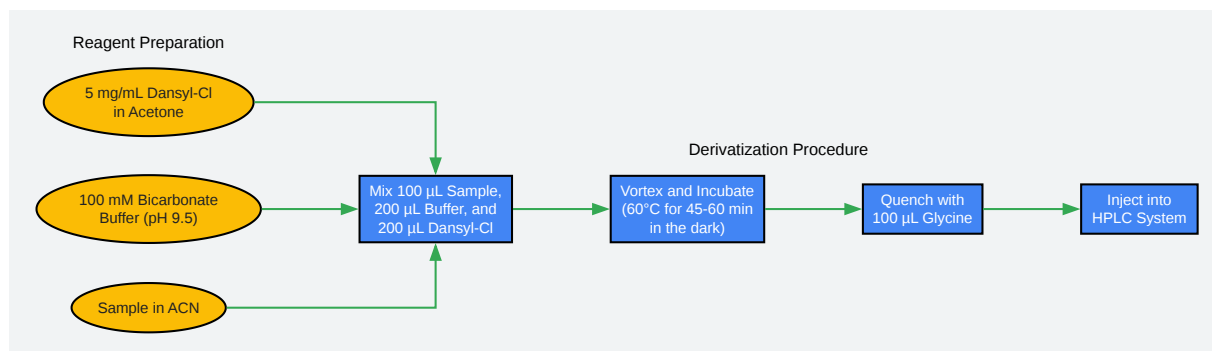 Reagent Preparation
5 mg/mL Dansyl-Cl
in Acetone
100 mM Bicarbonate
Buffer (pH 9.5)
Sample in ACN
Mix 100 µL Sample,
200 µL Buffer, and
200 µL Dansyl-Cl
Derivatization Procedure
Vortex and Incubate
(60°C for 45-60 min
in the dark)
Quench with
100 µL Glycine
Inject into
HPLC System